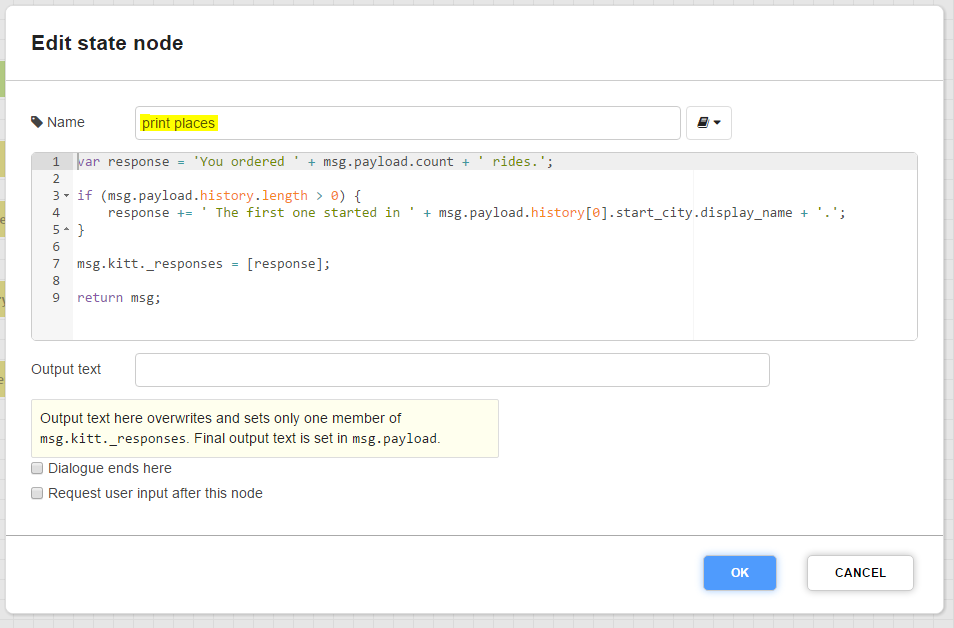 Edit state node
Name
print places
1 var response = 'You ordered ' + msg.payload.count + ' rides.';
2
3 if (msg.payload.history.length > 0) {
4     response += ' The first one started in ' + msg.payload.history[0].start_city.display_name + '.';
5 }
6
7 msg.kitt._responses = [response];
8
9 return msg;
Output text
Output text here overwrites and sets only one member of
msg.kitt._responses. Final output text is set in msg.payload.
Dialogue ends here
Request user input after this node
OK CANCEL